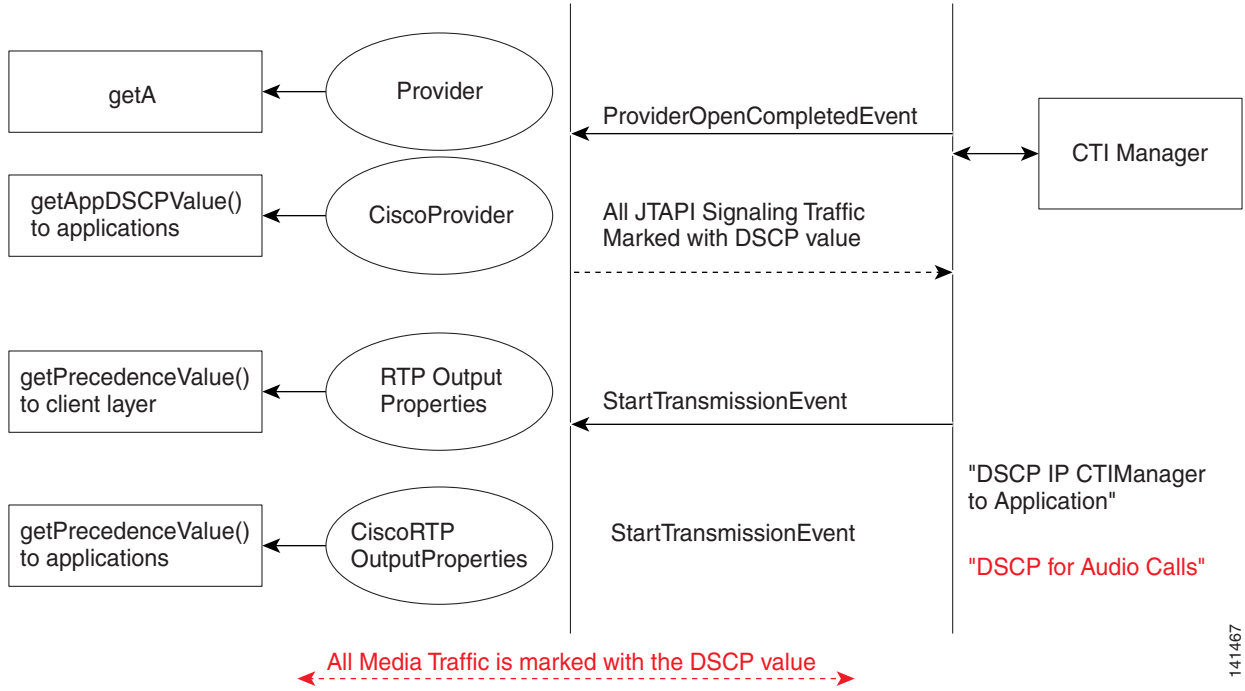 getA
Provider
ProviderOpenCompletedEvent
CTI Manager
getAppDSCPValue()
to applications
CiscoProvider
All JTAPI Signaling Traffic
Marked with DSCP value
getPrecedenceValue()
to client layer
RTP Output
Properties
StartTransmissionEvent
"DSCP IP CTIManager
to Application"
getPrecedenceValue()
to applications
CiscoRTP
OutputProperties
StartTransmissionEvent
"DSCP for Audio Calls"
All Media Traffic is marked with the DSCP value
141467